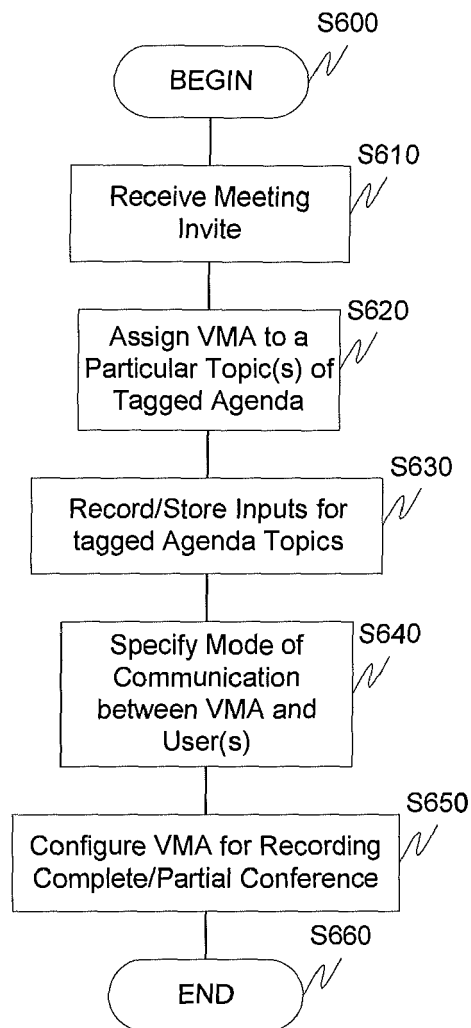 S600
BEGIN
S610
Receive Meeting
Invite
S620
Assign VMA to a
Particular Topic(s) of
Tagged Agenda
S630
Record/Store Inputs for
tagged Agenda Topics
S640
Specify Mode of
Communication
between VMA and
User(s)
S650
Configure VMA for Recording
Complete/Partial Conference
S660
END